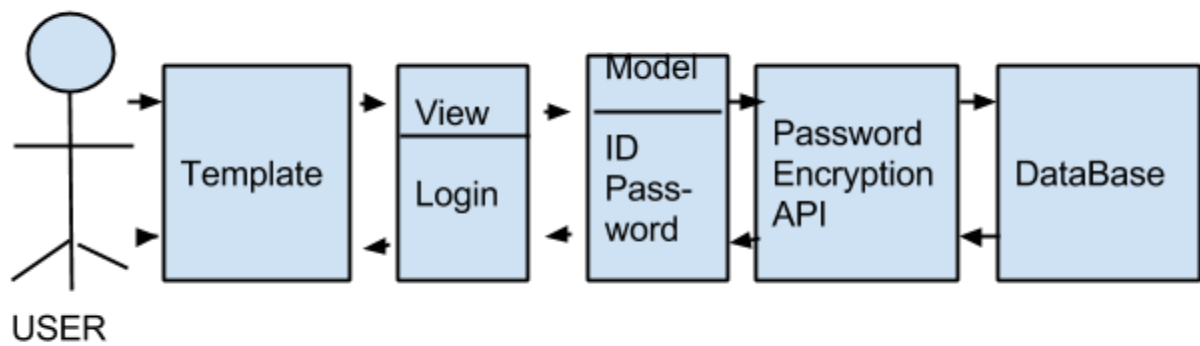 Template
View
Login
Model
ID
Pass-
word
Password
Encryption
API
DataBase
USER